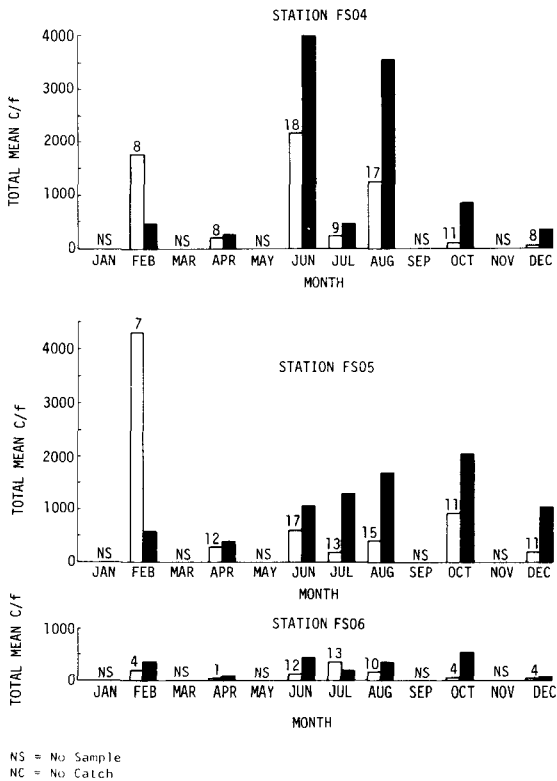 STATION FS04
TOTAL MEAN C/f
4000
3000
2000
1000
0
NS 8 NS 8 NS 18 9 17 NS 11 NS 8
JAN FEB MAR APR MAY JUN JUL AUG SEP OCT NOV DEC
MONTH
STATION FS05
TOTAL MEAN C/f
4000
3000
2000
1000
0
NS 7 NS 12 NS 17 13 15 NS 11 NS 11
JAN FEB MAR APR MAY JUN JUL AUG SEP OCT NOV DEC
MONTH
STATION FS06
TOTAL MEAN C/f
1000
0
NS 4 NS 1 NS 12 13 10 NS 4 NS 4
JAN FEB MAR APR MAY JUN JUL AUG SEP OCT NOV DEC
MONTH
NS = No Sample
NC = No Catch